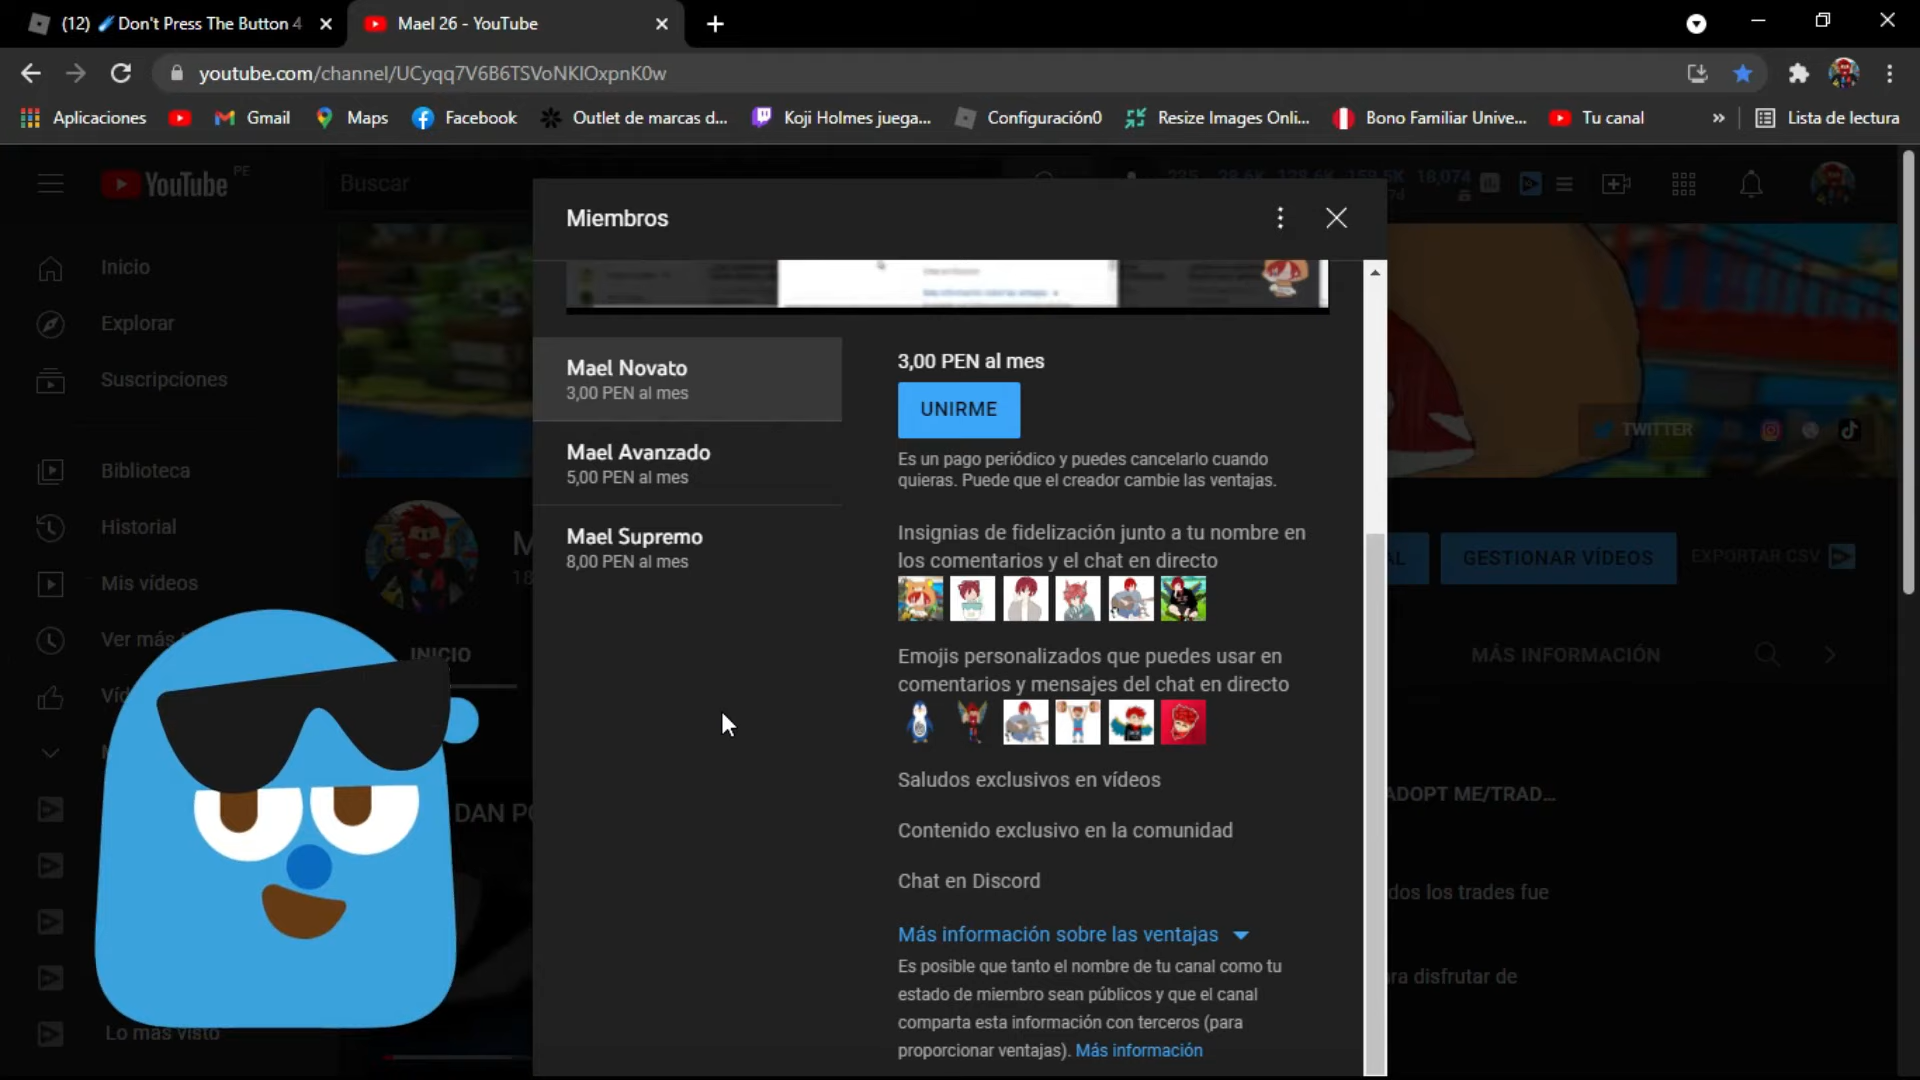 (12) Don't Press The Button 4
Mael 26 - YouTube
youtube.com/channel/UCyqq7V6B6TSVoNKlOxpnK0w
Aplicaciones
Gmail
Maps
Facebook
Outlet de marcas d...
Koji Holmes juega...
Configuración0
Resize Images Onli...
Bono Familiar Unive...
Tu canal
»
Lista de lectura
YouTube PE
Buscar
18,074
Miembros
Inicio
Explorar
Suscripciones
Biblioteca
Historial
Mis vídeos
Ver más
Lo más visto
Mael Novato
3,00 PEN al mes
Mael Avanzado
5,00 PEN al mes
Mael Supremo
8,00 PEN al mes
3,00 PEN al mes
UNIRME
Es un pago periódico y puedes cancelarlo cuando
quieras. Puede que el creador cambie las ventajas.
Insignias de fidelización junto a tu nombre en
los comentarios y el chat en directo
Emojis personalizados que puedes usar en
comentarios y mensajes del chat en directo
Saludos exclusivos en vídeos
Contenido exclusivo en la comunidad
Chat en Discord
Más información sobre las ventajas
Es posible que tanto el nombre de tu canal como tu
estado de miembro sean públicos y que el canal
comparta esta información con terceros (para
proporcionar ventajas). Más información
TWITTER
GESTIONAR VÍDEOS
EXPORTAR CSV
INICIO
MÁS INFORMACIÓN
DAN
ADOPT ME/TRAD...
dos los trades fue
ra disfrutar de